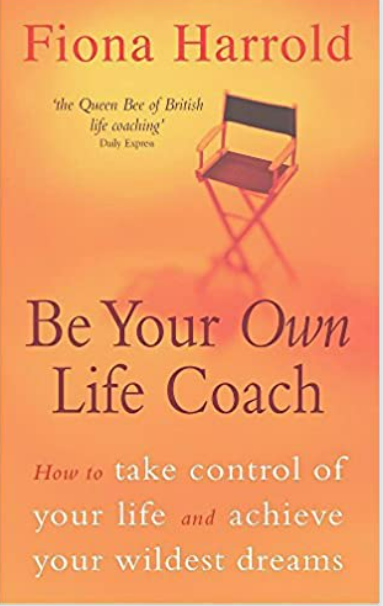 Fiona Harrold
'the Queen Bee of British
life coaching'
Daily Express
Be Your Own
Life Coach
How to take control of
your life and achieve
your wildest dreams